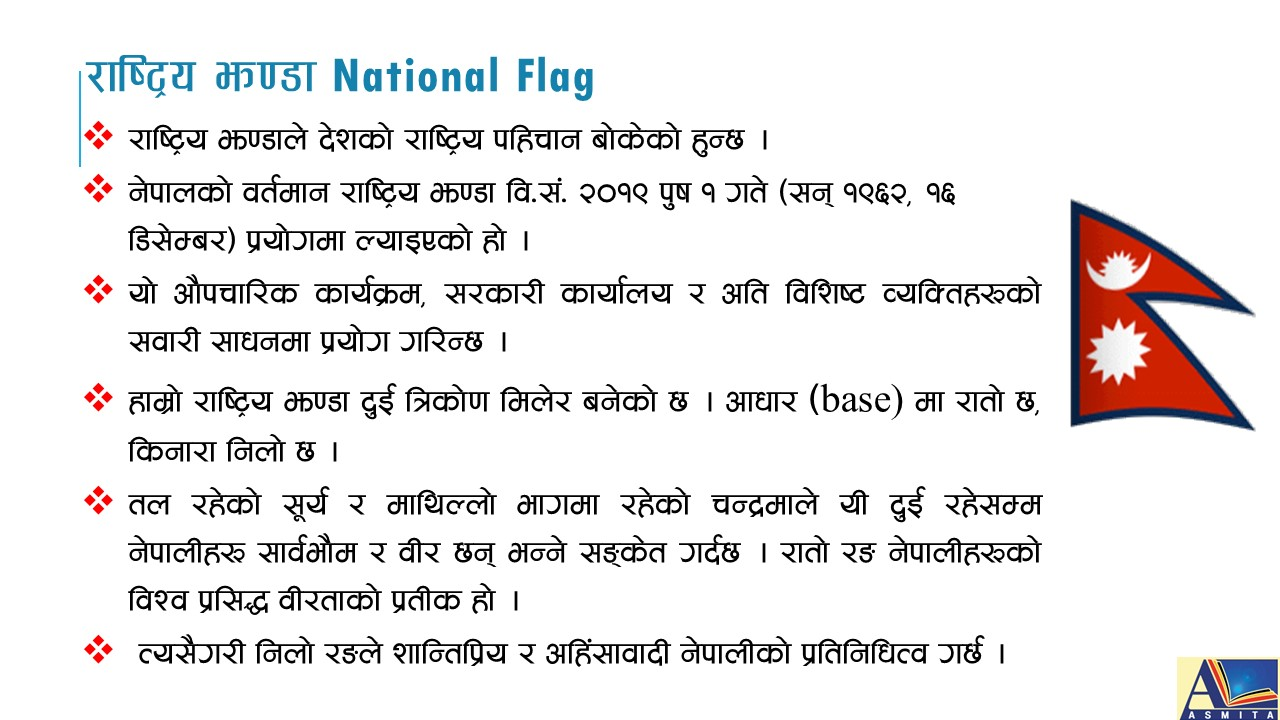 राष्ट्रिय झण्डा National Flag
❖ राष्ट्रिय झण्डाले देशको राष्ट्रिय पहिचान बोकेको हुन्छ ।
❖ नेपालको वर्तमान राष्ट्रिय झण्डा वि.सं. २०१९ पुष १ गते (सन् १९६२, १६
डिसेम्बर) प्रयोगमा ल्याइएको हो ।
❖ यो औपचारिक कार्यक्रम, सरकारी कार्यालय र अति विशिष्ट व्यक्तिहरुको
सवारी साधनमा प्रयोग गरिन्छ ।
❖ हाम्रो राष्ट्रिय झण्डा दुई त्रिकोण मिलेर बनेको छ । आधार (base) मा रातो छ,
किनारा निलो छ ।
❖ तल रहेको सूर्य र माथिल्लो भागमा रहेको चन्द्रमाले यी दुई रहेसम्म
नेपालीहरु सार्वभौम र वीर छन् भन्ने सङ्केत गर्दछ । रातो रङ नेपालीहरुको
विश्व प्रसिद्ध वीरताको प्रतीक हो ।
❖ त्यसैगरी निलो रङले शान्तिप्रिय र अहिंसावादी नेपालीको प्रतिनिधित्व गर्छ ।
ASMITA